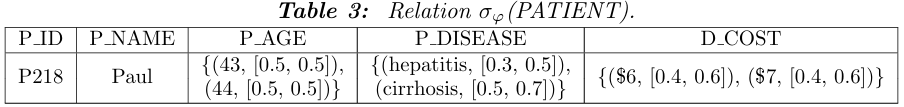 Table 3: Relation σφ(PATIENT).
P_ID P_NAME P_AGE P_DISEASE D_COST
P218 Paul {(43, [0.5, 0.5]), (44, [0.5, 0.5])} {(hepatitis, [0.3, 0.5]), (cirrhosis, [0.5, 0.7])} {($6, [0.4, 0.6]), ($7, [0.4, 0.6])}